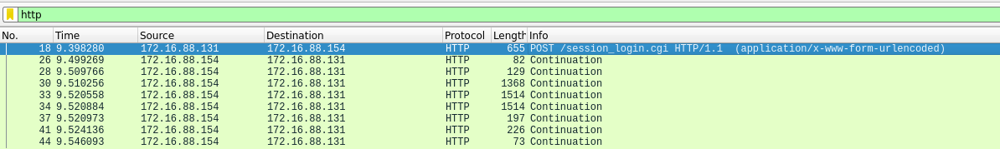 http
No. Time Source Destination Protocol Length Info
18 9.398280 172.16.88.131 172.16.88.154 HTTP 655 POST /session_login.cgi HTTP/1.1 (application/x-www-form-urlencoded)
26 9.499269 172.16.88.154 172.16.88.131 HTTP 82 Continuation
28 9.509766 172.16.88.154 172.16.88.131 HTTP 129 Continuation
30 9.510256 172.16.88.154 172.16.88.131 HTTP 1368 Continuation
33 9.520558 172.16.88.154 172.16.88.131 HTTP 1514 Continuation
34 9.520884 172.16.88.154 172.16.88.131 HTTP 1514 Continuation
37 9.520973 172.16.88.154 172.16.88.131 HTTP 197 Continuation
41 9.524136 172.16.88.154 172.16.88.131 HTTP 226 Continuation
44 9.546093 172.16.88.154 172.16.88.131 HTTP 73 Continuation